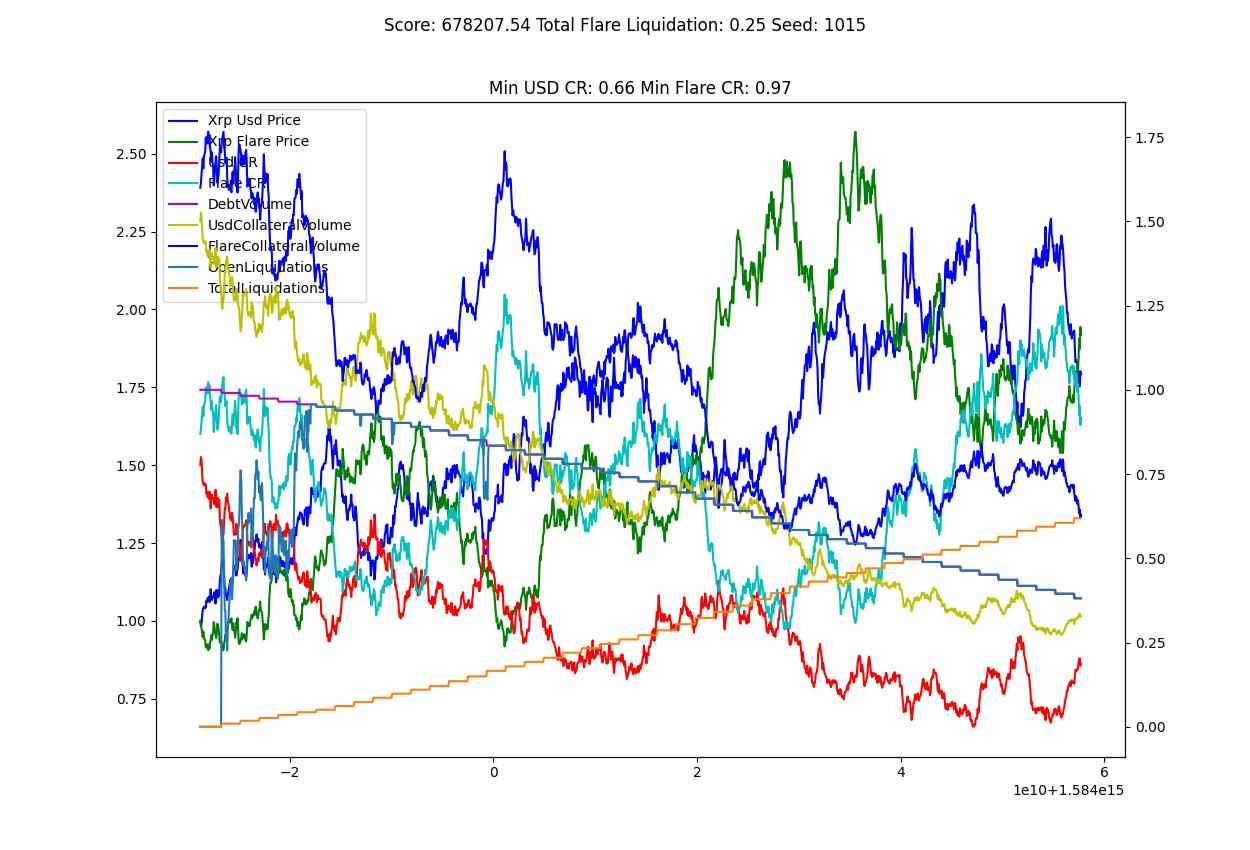 Score: 678207.54 Total Flare Liquidation: 0.25 Seed: 1015
Min USD CR: 0.66 Min Flare CR: 0.97
Xrp Usd Price
Xrp Flare Price
Usd CR
Flare CR
DebtVolume
UsdCollateralVolume
FlareCollateralVolume
OpenLiquidations
TotalLiquidations
2.50
2.25
2.00
1.75
1.50
1.25
1.00
0.75
1.75
1.50
1.25
1.00
0.75
0.50
0.25
0.00
−2 0 2 4 6
1e10+1.584e15